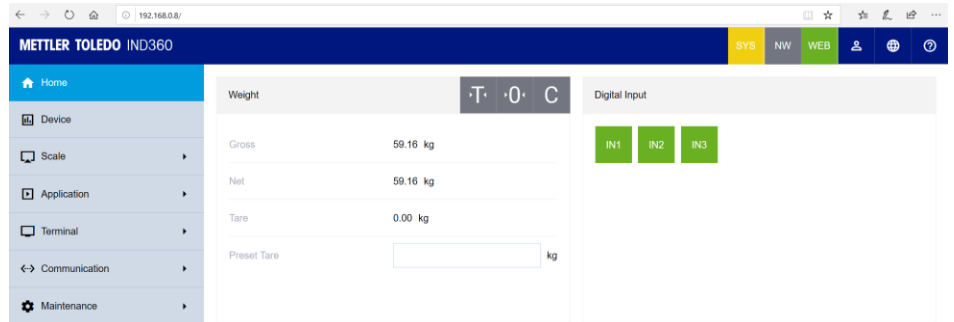 192.168.0.8/
METTLER TOLEDO IND360
SYS NW WEB
Home
Device
Scale
Application
Terminal
Communication
Maintenance
Weight
T 0 C
Gross 59.16 kg
Net 59.16 kg
Tare 0.00 kg
Preset Tare kg
Digital Input
IN1 IN2 IN3